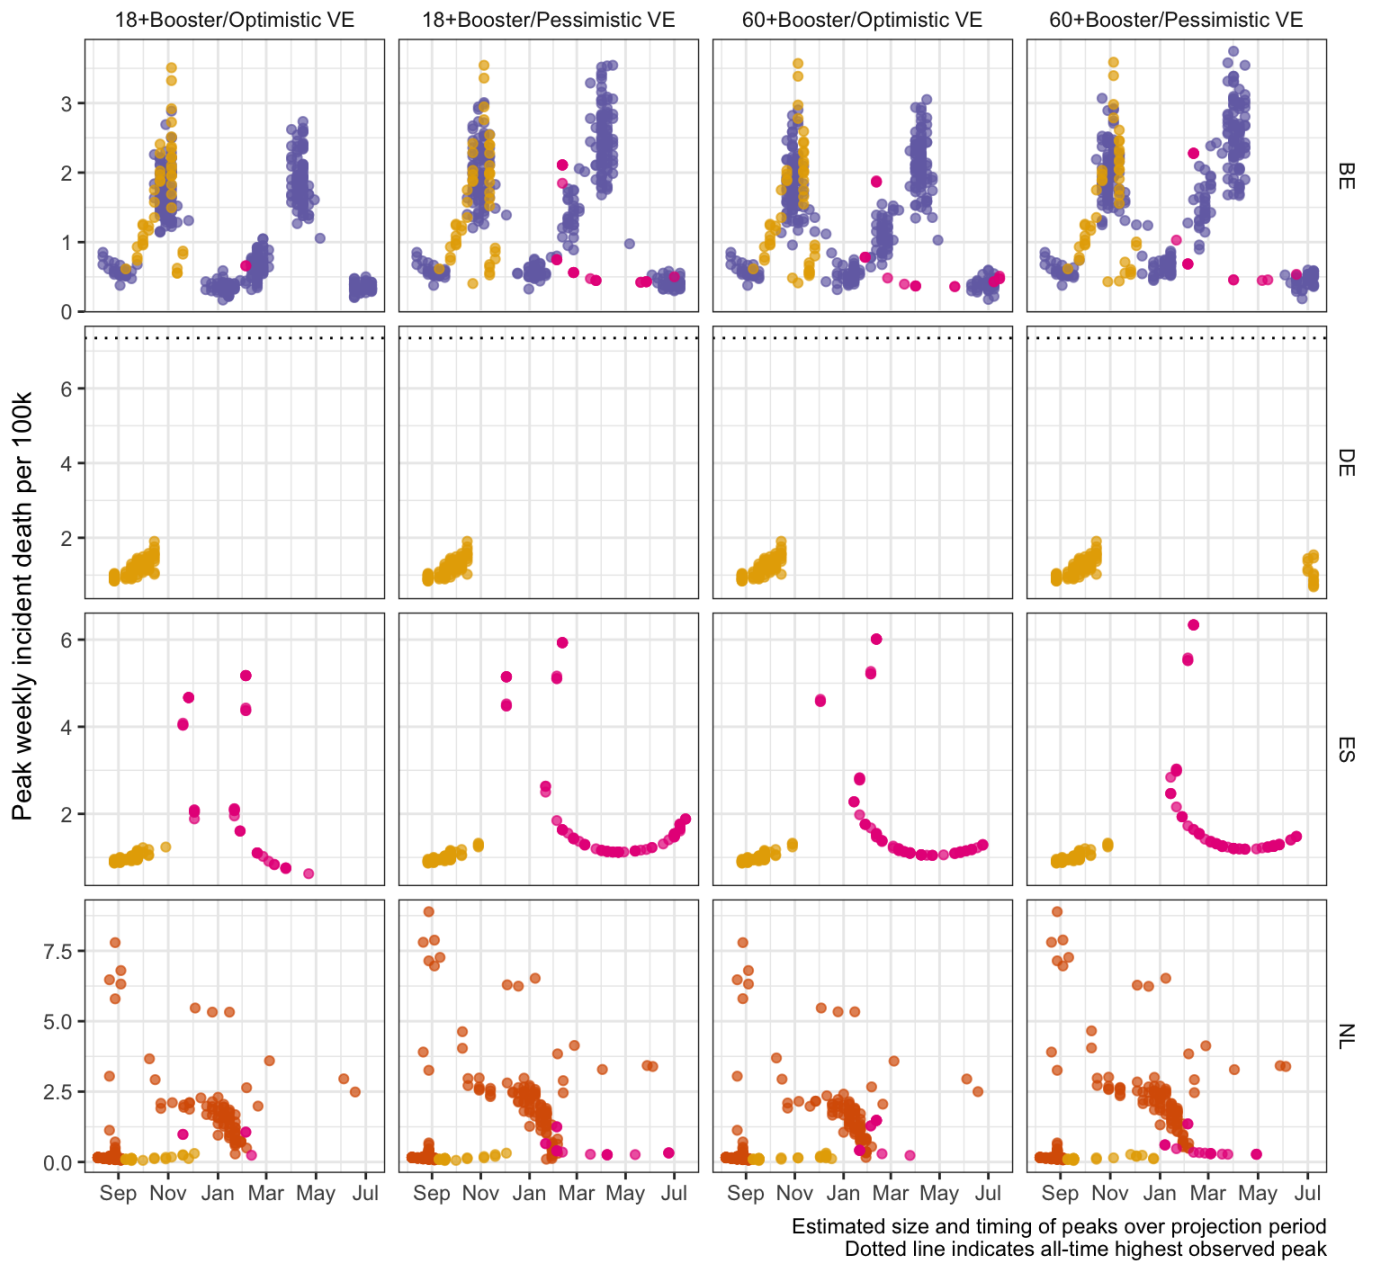 18+Booster/Optimistic VE 18+Booster/Pessimistic VE 60+Booster/Optimistic VE 60+Booster/Pessimistic VE
Peak weekly incident death per 100k
3
2
1
0
BE
6
4
2
DE
6
4
2
ES
7.5
5.0
2.5
0.0
NL
Sep Nov Jan Mar May Jul Sep Nov Jan Mar May Jul Sep Nov Jan Mar May Jul Sep Nov Jan Mar May Jul
Estimated size and timing of peaks over projection period
Dotted line indicates all-time highest observed peak